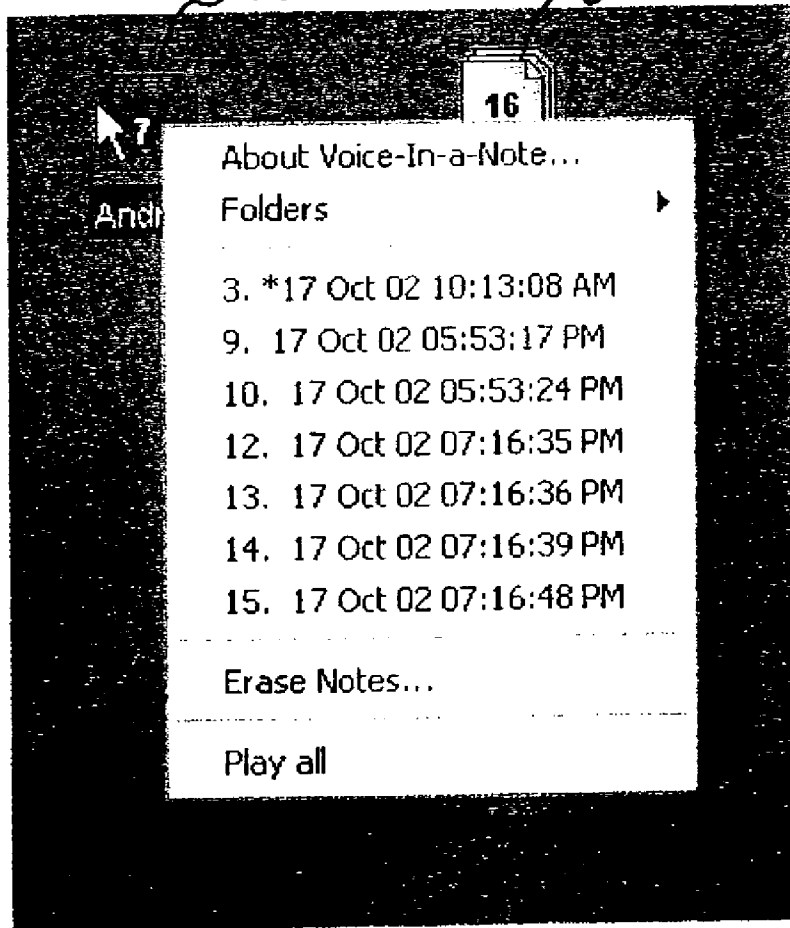 16
7
About Voice-In-a-Note...
Andr
Folders
3. *17 Oct 02 10:13:08 AM
9. 17 Oct 02 05:53:17 PM
10. 17 Oct 02 05:53:24 PM
12. 17 Oct 02 07:16:35 PM
13. 17 Oct 02 07:16:36 PM
14. 17 Oct 02 07:16:39 PM
15. 17 Oct 02 07:16:48 PM
Erase Notes...
Play all